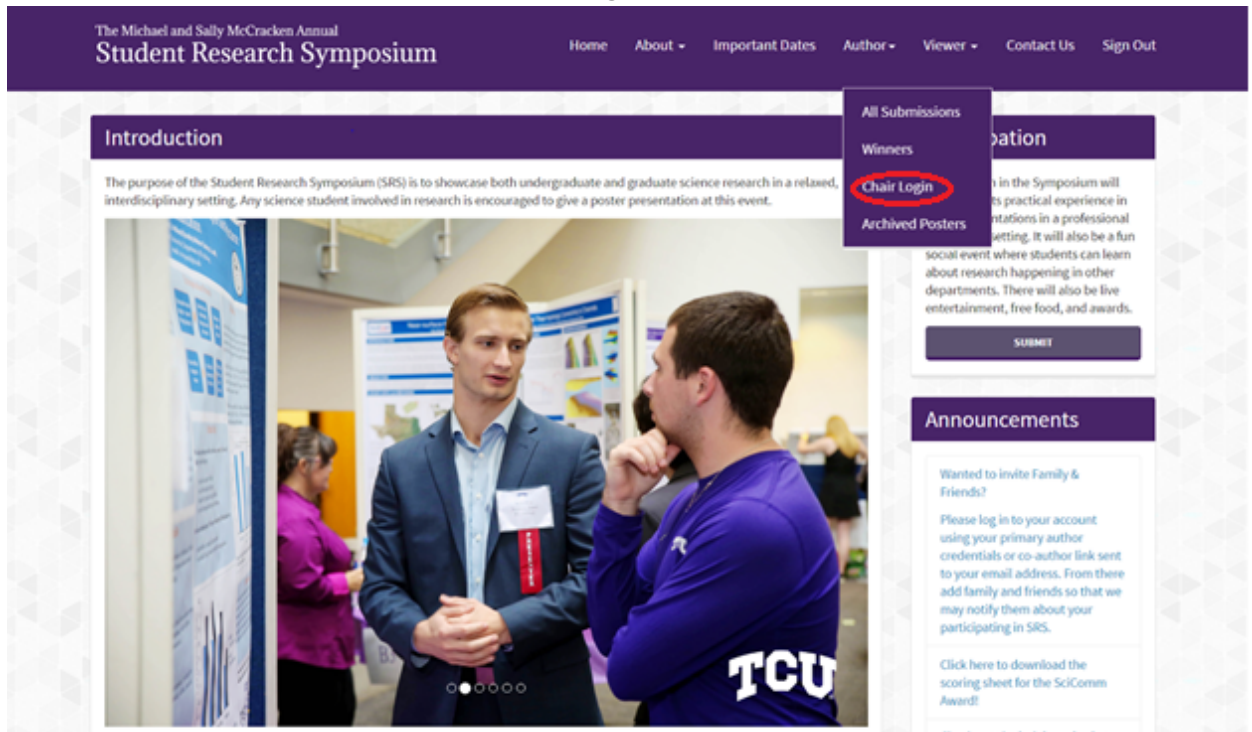 The Michael and Sally McCracken Annual
Student Research Symposium
Home About Important Dates Author Viewer Contact Us Sign Out
All Submissions
Winners
Chair Login
Archived Posters
Introduction
The purpose of the Student Research Symposium (SRS) is to showcase both undergraduate and graduate science research in a relaxed,
interdisciplinary setting. Any science student involved in research is encouraged to give a poster presentation at this event.
TCU
pation
in the Symposium will
ts practical experience in
ntations in a professional
setting. It will also be a fun
social event where students can learn
about research happening in other
departments. There will also be live
entertainment, free food, and awards.
SUBMIT
Announcements
Wanted to invite Family &
Friends?
Please log in to your account
using your primary author
credentials or co-author link sent
to your email address. From there
add family and friends so that we
may notify them about your
participating in SRS.
Click here to download the
scoring sheet for the SciComm
Award!